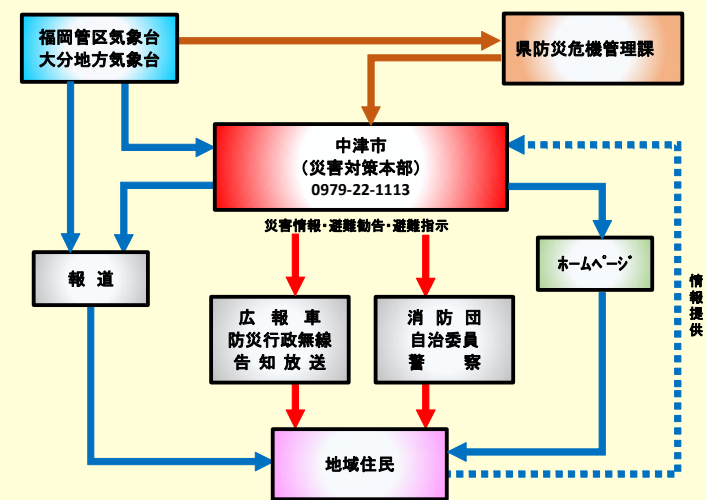 福岡管区気象台
大分地方気象台
県防災危機管理課
中津市
（災害対策本部）
0979-22-1113
災害情報・避難勧告・避難指示
報 道
ホームページ
広 報 車
防災行政無線
告 知 放 送
消 防 団
自治委員
警 察
情報提供
地域住民